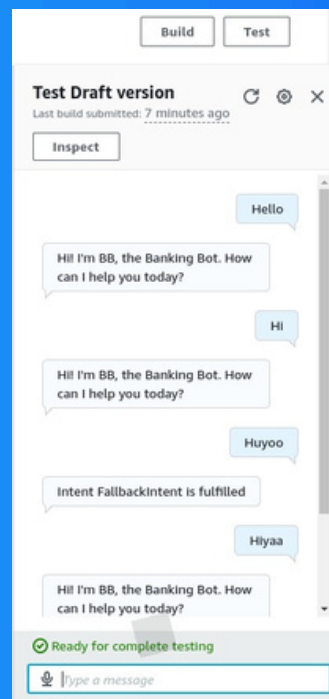 Build Test
Test Draft version
Last build submitted: 7 minutes ago
Inspect
Hello
Hi! I'm BB, the Banking Bot. How
can I help you today?
Hi
Hi! I'm BB, the Banking Bot. How
can I help you today?
Huyoo
Intent FallbackIntent is fulfilled
Hiyaa
Hi! I'm BB, the Banking Bot. How
can I help you today?
Ready for complete testing
Type a message